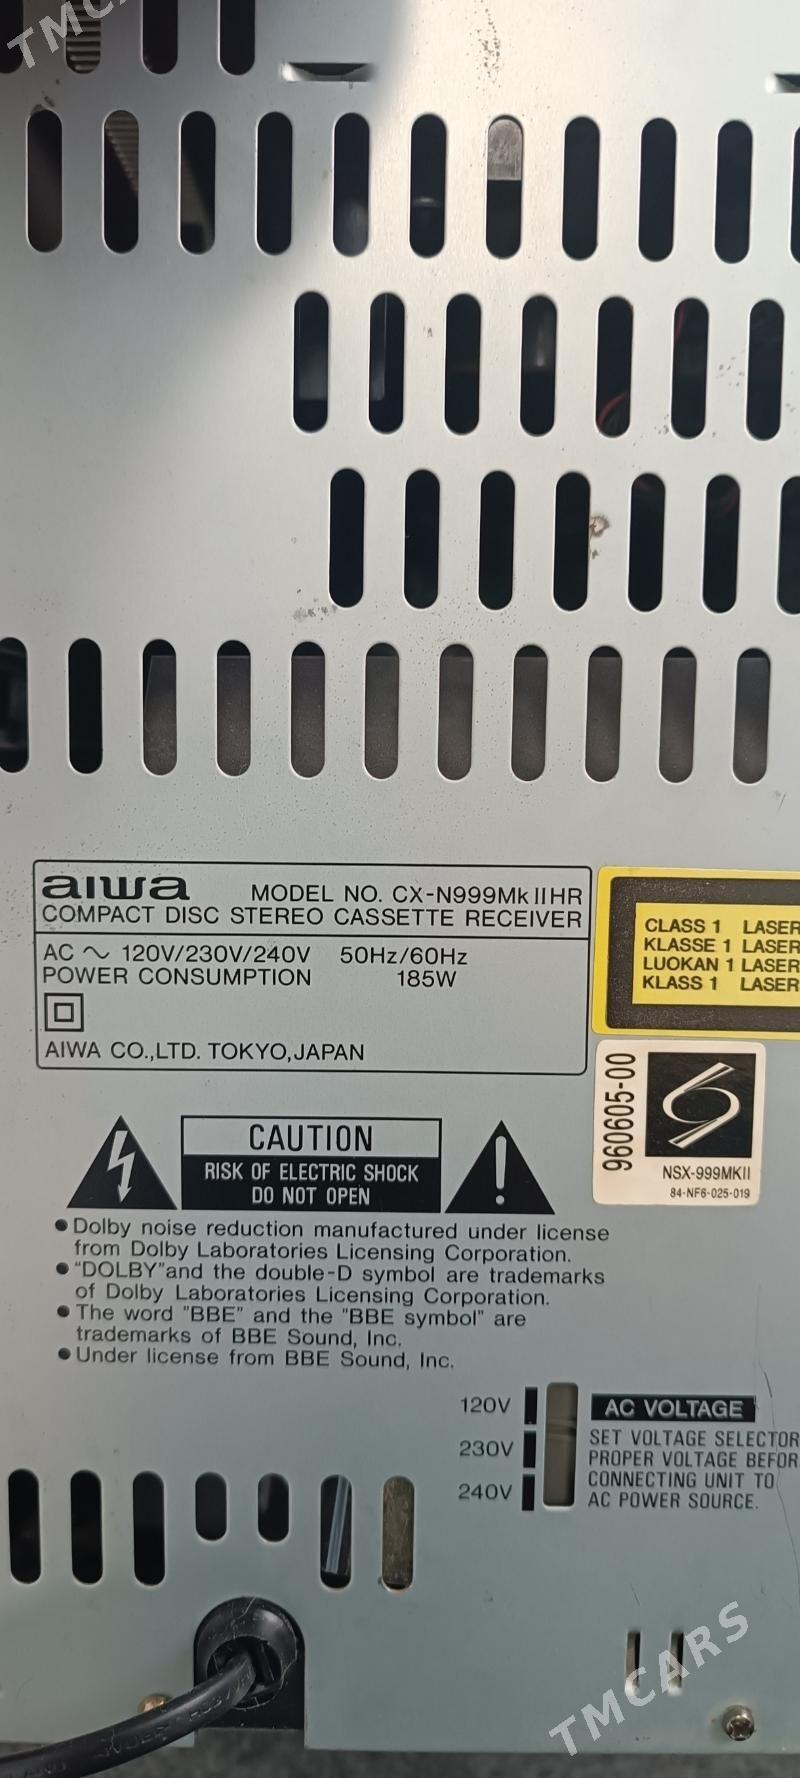 TMCARS
aiwa MODEL NO. CX-N999MkIIHR
COMPACT DISC STEREO CASSETTE RECEIVER
AC ~ 120V/230V/240V 50Hz/60Hz
POWER CONSUMPTION 185W
AIWA CO.,LTD. TOKYO,JAPAN
CLASS 1 LASER
KLASSE 1 LASER
LUOKAN 1 LASER
KLASS 1 LASER
960605-00
NSX-999MKII
84-NF6-025-019
CAUTION
RISK OF ELECTRIC SHOCK
DO NOT OPEN
●Dolby noise reduction manufactured under license
from Dolby Laboratories Licensing Corporation.
●"DOLBY"and the double-D symbol are trademarks
of Dolby Laboratories Licensing Corporation.
●The word "BBE" and the "BBE symbol" are
trademarks of BBE Sound, Inc.
●Under license from BBE Sound, Inc.
120V
230V
240V
AC VOLTAGE
SET VOLTAGE SELECTOR
PROPER VOLTAGE BEFOR
CONNECTING UNIT TO
AC POWER SOURCE.
TMCARS